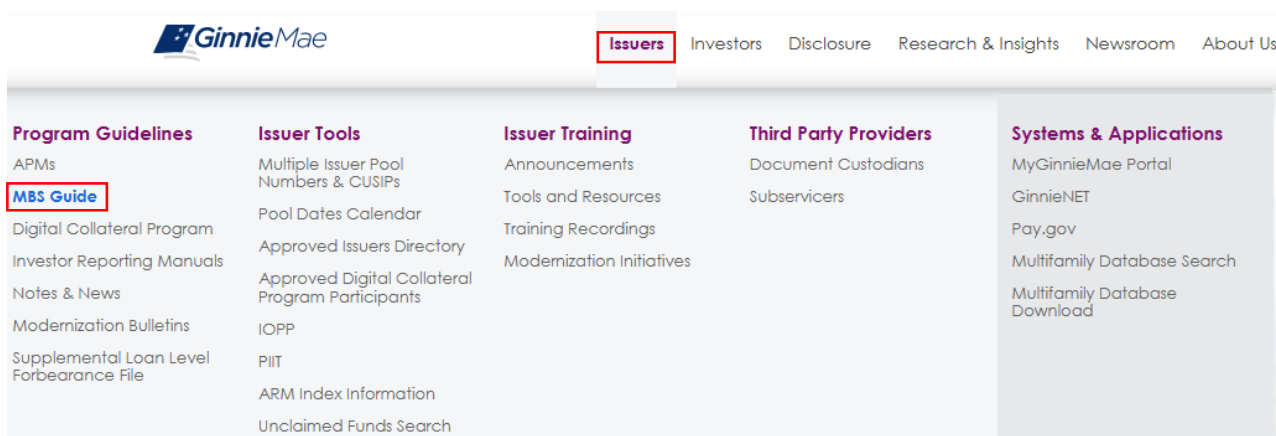 GinnieMae
Issuers Investors Disclosure Research & Insights Newsroom About Us
Program Guidelines
APMs
MBS Guide
Digital Collateral Program
Investor Reporting Manuals
Notes & News
Modernization Bulletins
Supplemental Loan Level
Forbearance File
Issuer Tools
Multiple Issuer Pool
Numbers & CUSIPs
Pool Dates Calendar
Approved Issuers Directory
Approved Digital Collateral
Program Participants
IOPP
PIIT
ARM Index Information
Unclaimed Funds Search
Issuer Training
Announcements
Tools and Resources
Training Recordings
Modernization Initiatives
Third Party Providers
Document Custodians
Subservicers
Systems & Applications
MyGinnieMae Portal
GinnieNET
Pay.gov
Multifamily Database Search
Multifamily Database
Download